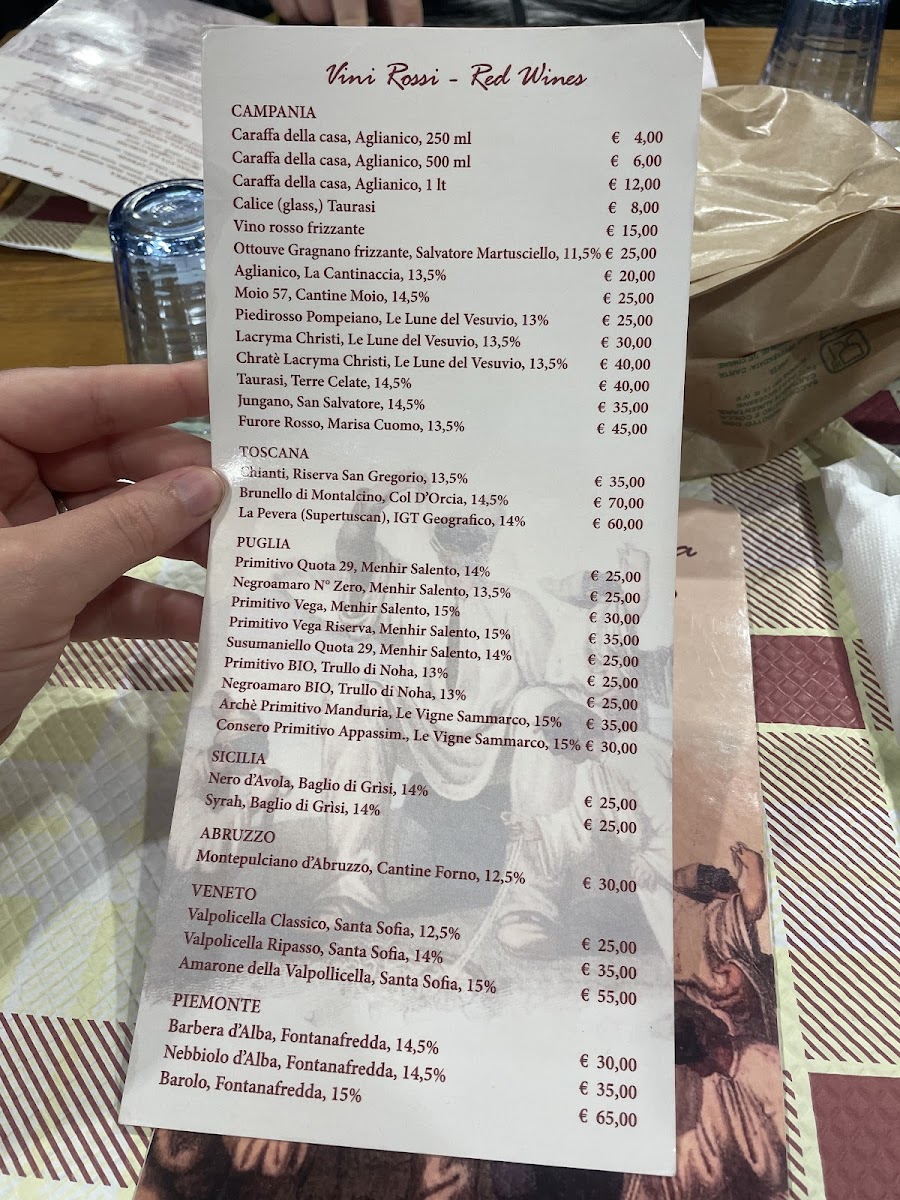 Vini Rossi - Red Wines
CAMPANIA
Caraffa della casa, Aglianico, 250 ml € 4,00
Caraffa della casa, Aglianico, 500 ml € 6,00
Caraffa della casa, Aglianico, 1 lt € 12,00
Calice (glass,) Taurasi € 8,00
Vino rosso frizzante € 15,00
Ottouve Gragnano frizzante, Salvatore Martusciello, 11,5% € 25,00
Aglianico, La Cantinaccia, 13,5% € 20,00
Moio 57, Cantine Moio, 14,5% € 25,00
Piedirosso Pompeiano, Le Lune del Vesuvio, 13% € 25,00
Lacryma Christi, Le Lune del Vesuvio, 13,5% € 30,00
Chratè Lacryma Christi, Le Lune del Vesuvio, 13,5% € 40,00
Taurasi, Terre Celate, 14,5% € 40,00
Jungano, San Salvatore, 14,5% € 35,00
Furore Rosso, Marisa Cuomo, 13,5% € 45,00
TOSCANA
Chianti, Riserva San Gregorio, 13,5% € 35,00
Brunello di Montalcino, Col D'Orcia, 14,5% € 70,00
La Pevera (Supertuscan), IGT Geografico, 14% € 60,00
PUGLIA
Primitivo Quota 29, Menhir Salento, 14% € 25,00
Negroamaro N° Zero, Menhir Salento, 13,5% € 25,00
Primitivo Vega, Menhir Salento, 15% € 30,00
Primitivo Vega Riserva, Menhir Salento, 15% € 35,00
Susumaniello Quota 29, Menhir Salento, 14% € 25,00
Primitivo BIO, Trullo di Noha, 13% € 25,00
Negroamaro BIO, Trullo di Noha, 13% € 25,00
Archè Primitivo Manduria, Le Vigne Sammarco, 15% € 35,00
Consero Primitivo Appassim., Le Vigne Sammarco, 15% € 30,00
SICILIA
Nero d'Avola, Baglio di Grìsi, 14% € 25,00
Syrah, Baglio di Grìsi, 14% € 25,00
ABRUZZO
Montepulciano d'Abruzzo, Cantine Forno, 12,5% € 30,00
VENETO
Valpolicella Classico, Santa Sofia, 12,5% € 25,00
Valpolicella Ripasso, Santa Sofia, 14% € 35,00
Amarone della Valpollicella, Santa Sofia, 15% € 55,00
PIEMONTE
Barbera d'Alba, Fontanafredda, 14,5% € 30,00
Nebbiolo d'Alba, Fontanafredda, 14,5% € 35,00
Barolo, Fontanafredda, 15% € 65,00